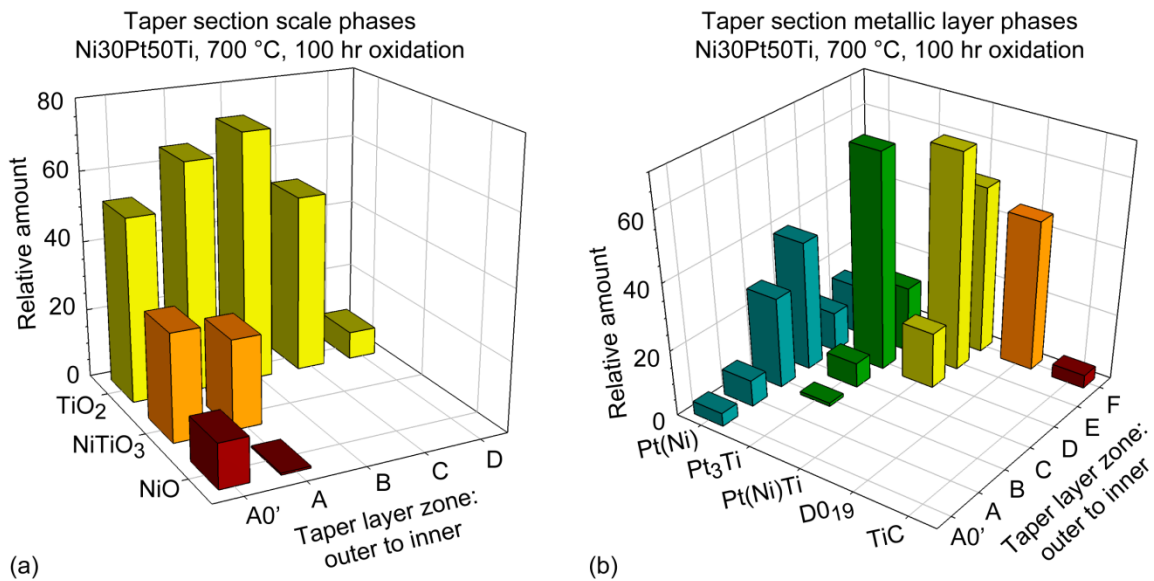 Taper section scale phases
Ni30Pt50Ti, 700 °C, 100 hr oxidation
80
60
40
20
0
Relative amount
TiO2
NiTiO3
NiO
A0’
A
B
C
D
Taper layer zone:
outer to inner
(a)
Taper section metallic layer phases
Ni30Pt50Ti, 700 °C, 100 hr oxidation
60
40
20
0
Relative amount
Pt(Ni)
Pt3Ti
Pt(Ni)Ti
D019
TiC
A0’
A
B
C
D
E
F
Taper layer zone:
outer to inner
(b)